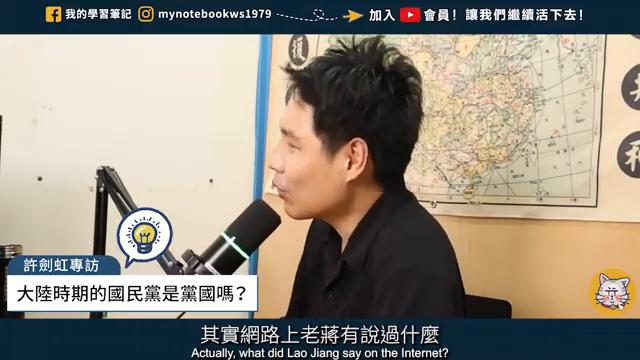 我的學習筆記 mynotebookws1979 加入 會員！讓我們繼續活下去！
復
許劍虹專訪
大陸時期的國民黨是黨國嗎？
其實網路上老蔣有說過什麼
Actually, what did Lao Jiang say on the Internet?